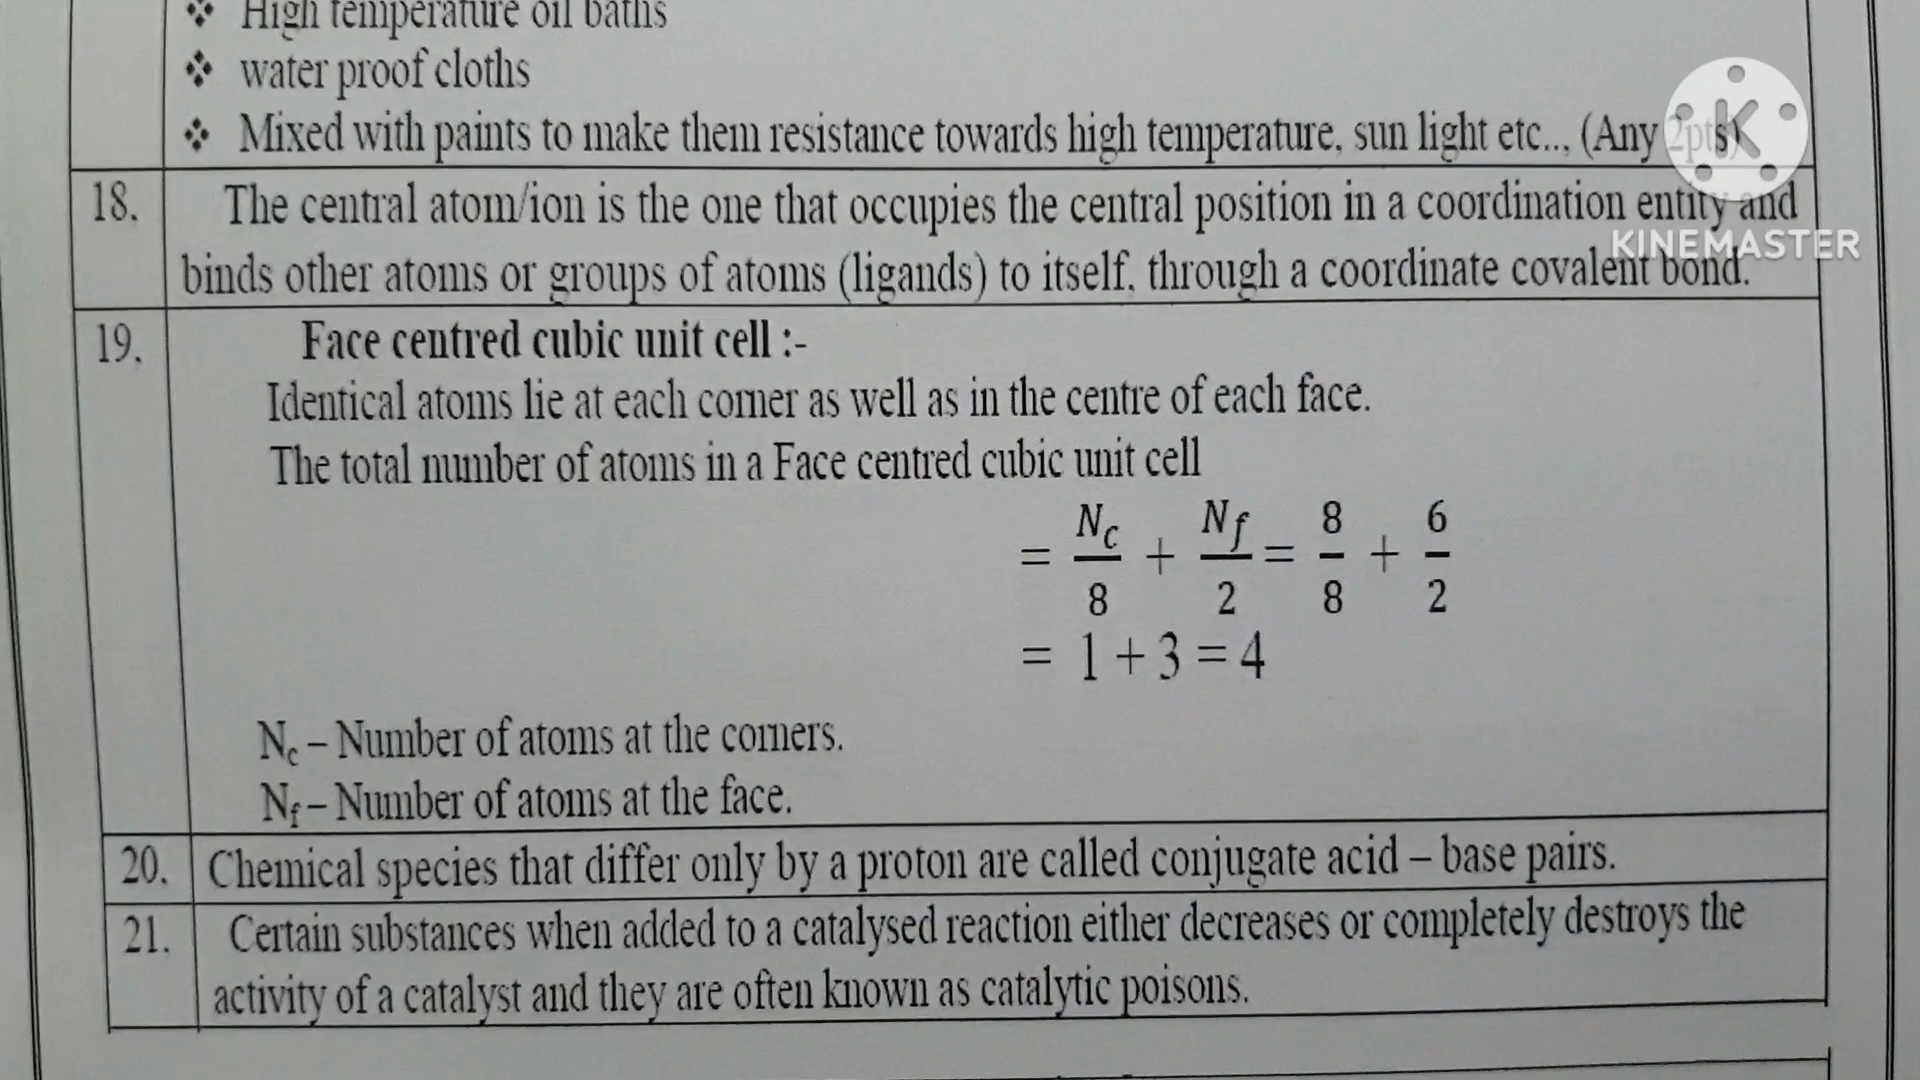 ❖ High temperature oil baths
❖ water proof cloths
❖ Mixed with paints to make them resistance towards high temperature, sun light etc.., (Any 2pts)
18. The central atom/ion is the one that occupies the central position in a coordination entity and
binds other atoms or groups of atoms (ligands) to itself, through a coordinate covalent bond.
KINEMASTER
19. Face centred cubic unit cell :-
Identical atoms lie at each corner as well as in the centre of each face.
The total number of atoms in a Face centred cubic unit cell
= N_c/8 + N_f/2 = 8/8 + 6/2
= 1 + 3 = 4
N_c – Number of atoms at the corners.
N_f – Number of atoms at the face.
20. Chemical species that differ only by a proton are called conjugate acid – base pairs.
21. Certain substances when added to a catalysed reaction either decreases or completely destroys the
activity of a catalyst and they are often known as catalytic poisons.